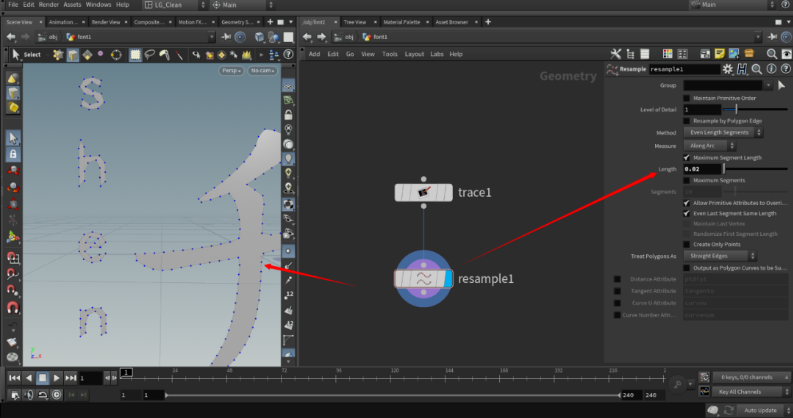 File Edit Render Assets Windows Help LG_Clean Main Main
Scene View Animation... Render View Composite... Motion FX... Geometry S...
/obj/font1 Tree View Material Palette Asset Browser
obj font1
obj font1
Select
Add Edit Go View Tools Layout Labs Help
Persp No cam
s
h
e
n
Geometry
trace1
resample1
Resample resample1
Group
Maintain Primitive Order
Level of Detail 1
Resample by Polygon Edge
Method Even Length Segments
Measure Along Arc
Maximum Segment Length
Length 0.02
Maximum Segments
Segments 10
Allow Primitive Attributes to Overri...
Even Last Segment Same Length
Maintain Last Vertex
Randomize First Segment Length
Create Only Points
Treat Polygons As Straight Edges
Output as Polygon Curves to be Su...
Distance Attribute
Tangent Attribute
Curve U Attribute
Curve Number Attr...
1 1 24 48 72 96 120 144 168 192 216
1 1 240 240
0 keys, 0/0 channels
Key All Channels
Auto Update